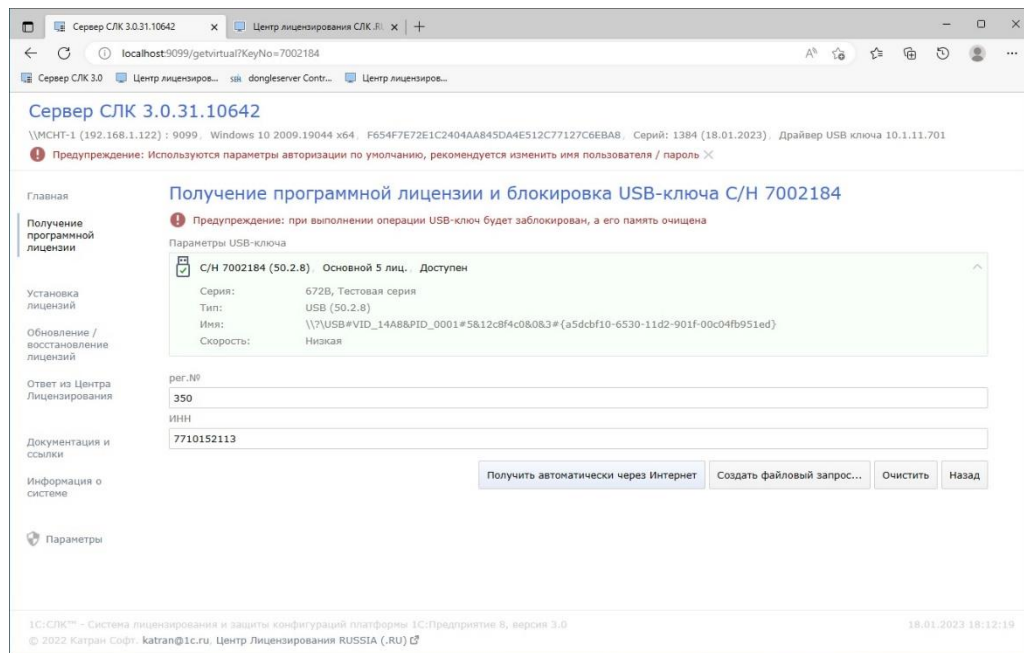 Сервер СЛК 3.0.31.10642
Центр лицензирования СЛК .RU
localhost:9099/getvirtual?KeyNo=7002184
Сервер СЛК 3.0 Центр лицензиров... dongleserver Contr... Центр лицензиров...
Сервер СЛК 3.0.31.10642
\\MCHT-1 (192.168.1.122) : 9099, Windows 10 2009.19044 x64, F654F7E72E1C2404AA845DA4E512C77127C6EBA8, Серий: 1384 (18.01.2023), Драйвер USB ключа 10.1.11.701
Предупреждение: Используются параметры авторизации по умолчанию, рекомендуется изменить имя пользователя / пароль
Главная
Получение
программной
лицензии
Установка
лицензий
Обновление /
восстановление
лицензий
Ответ из Центра
Лицензирования
Документация и
ссылки
Информация о
системе
Параметры
Получение программной лицензии и блокировка USB-ключа С/Н 7002184
Предупреждение: при выполнении операции USB-ключ будет заблокирован, а его память очищена
Параметры USB-ключа
С/Н 7002184 (50.2.8), Основной 5 лиц., Доступен
Серия: 672B, Тестовая серия
Тип: USB (50.2.8)
Имя: \\?\USB#VID_14A8&PID_0001#5&12c8f4c0&0&3#{a5dcbf10-6530-11d2-901f-00c04fb951ed}
Скорость: Низкая
рег.№
350
ИНН
7710152113
Получить автоматически через Интернет Создать файловый запрос... Очистить Назад
1С:СЛК™ - Система лицензирования и защиты конфигураций платформы 1С:Предприятие 8, версия 3.0
18.01.2023 18:12:19
© 2022 Катран Софт, katran@1c.ru, Центр Лицензирования RUSSIA (.RU)